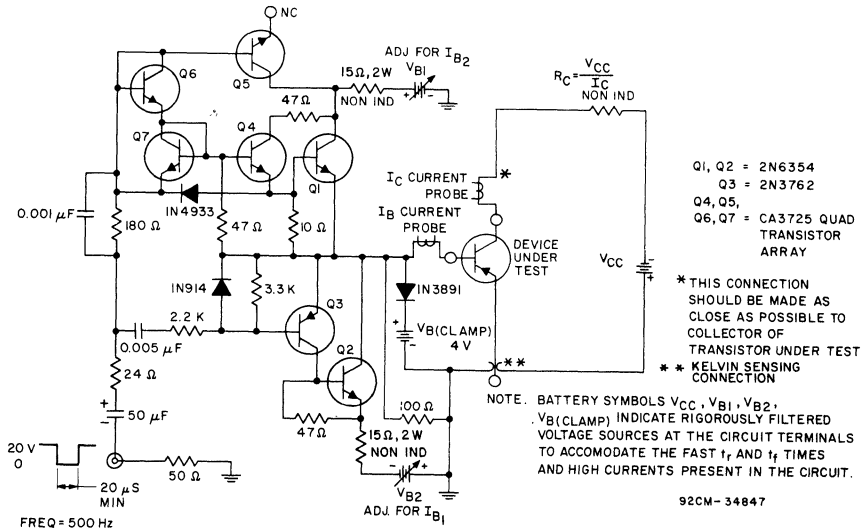 NC
Q6
Q5
ADJ FOR IB2
VB1
+ -
15Ω, 2W
NON IND
RC = VCC
IC
NON IND
47Ω
Q7
Q4
Q1
IC CURRENT
PROBE
*
IN4933
0.001 μF
180 Ω
47Ω
10 Ω
IB CURRENT
PROBE
DEVICE
UNDER
TEST
VCC
-
+
Q1, Q2 = 2N6354
Q3 = 2N3762
Q4, Q5,
Q6, Q7 = CA3725 QUAD
TRANSISTOR
ARRAY
* THIS CONNECTION
SHOULD BE MADE AS
CLOSE AS POSSIBLE TO
COLLECTOR OF
TRANSISTOR UNDER TEST
** KELVIN SENSING
CONNECTION
IN914
3.3 K
Q3
IN3891
+
-
VB(CLAMP)
4 V
**
2.2 K
0.005 μF
Q2
24 Ω
+
-
50 μF
47Ω
100Ω
15Ω, 2W
NON IND
- +
VB2
ADJ. FOR IB1
20 V
0
20 μS
MIN
FREQ = 500 Hz
50 Ω
NOTE. BATTERY SYMBOLS VCC, VB1, VB2,
VB(CLAMP) INDICATE RIGOROUSLY FILTERED
VOLTAGE SOURCES AT THE CIRCUIT TERMINALS
TO ACCOMODATE THE FAST tr AND tf TIMES
AND HIGH CURRENTS PRESENT IN THE CIRCUIT.
92CM-34847